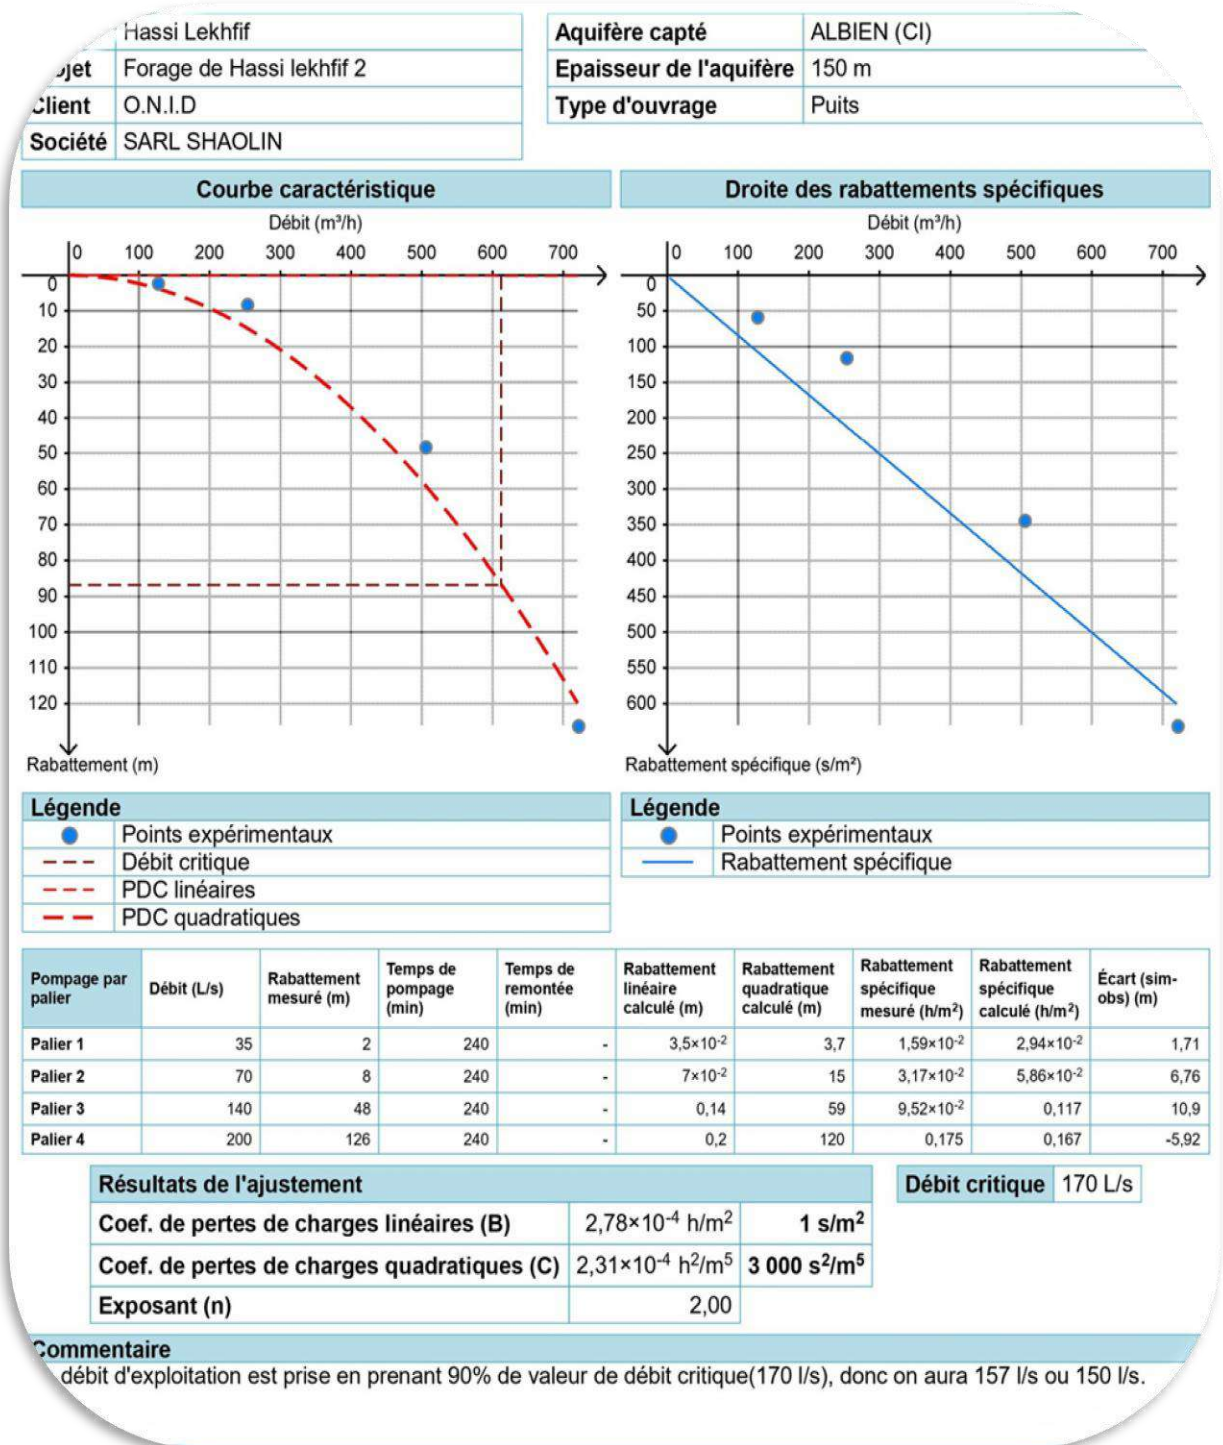 Hassi Lekhfif
Aquifère capté ALBIEN (CI)
jet Forage de Hassi lekhfif 2
Epaisseur de l'aquifère 150 m
Client O.N.I.D
Type d'ouvrage Puits
Société SARL SHAOLIN
Courbe caractéristique
Débit (m³/h)
0 100 200 300 400 500 600 700
0
10
20
30
40
50
60
70
80
90
100
110
120
Rabattement (m)
Droite des rabattements spécifiques
Débit (m³/h)
0 100 200 300 400 500 600 700
0
50
100
150
200
250
300
350
400
450
500
550
600
Rabattement spécifique (s/m²)
Légende
Points expérimentaux
Débit critique
PDC linéaires
PDC quadratiques
Légende
Points expérimentaux
Rabattement spécifique
Pompage par palier Débit (L/s) Rabattement mesuré (m) Temps de pompage (min) Temps de remontée (min) Rabattement linéaire calculé (m) Rabattement quadratique calculé (m) Rabattement spécifique mesuré (h/m²) Rabattement spécifique calculé (h/m²) Écart (sim-obs) (m)
Palier 1 35 2 240 - 3,5×10⁻² 3,7 1,59×10⁻² 2,94×10⁻² 1,71
Palier 2 70 8 240 - 7×10⁻² 15 3,17×10⁻² 5,86×10⁻² 6,76
Palier 3 140 48 240 - 0,14 59 9,52×10⁻² 0,117 10,9
Palier 4 200 126 240 - 0,2 120 0,175 0,167 -5,92
Résultats de l'ajustement
Coef. de pertes de charges linéaires (B) 2,78×10⁻⁴ h/m² 1 s/m²
Coef. de pertes de charges quadratiques (C) 2,31×10⁻⁴ h²/m⁵ 3 000 s²/m⁵
Exposant (n) 2,00
Débit critique 170 L/s
Commentaire
débit d'exploitation est prise en prenant 90% de valeur de débit critique(170 l/s), donc on aura 157 l/s ou 150 l/s.